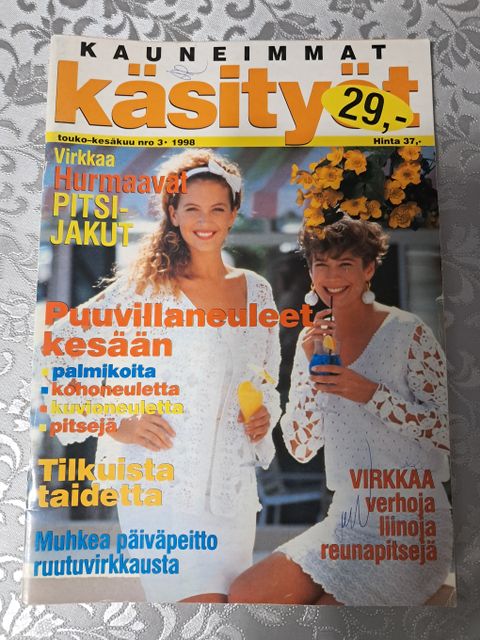 KAUNEIMMAT
käsityöt
29,-
touko-kesäkuu nro 3 • 1998
Hinta 37,-
Virkkaa
Hurmaavat
PITSI-
JAKUT
Puuvillaneuleet
kesään
palmikoita
kohoneuletta
kuvioneuletta
pitsejä
Tilkuista
taidetta
Muhkea päiväpeitto
ruutuvirkkausta
VIRKKAA
verhoja
liinoja
reunapitsejä